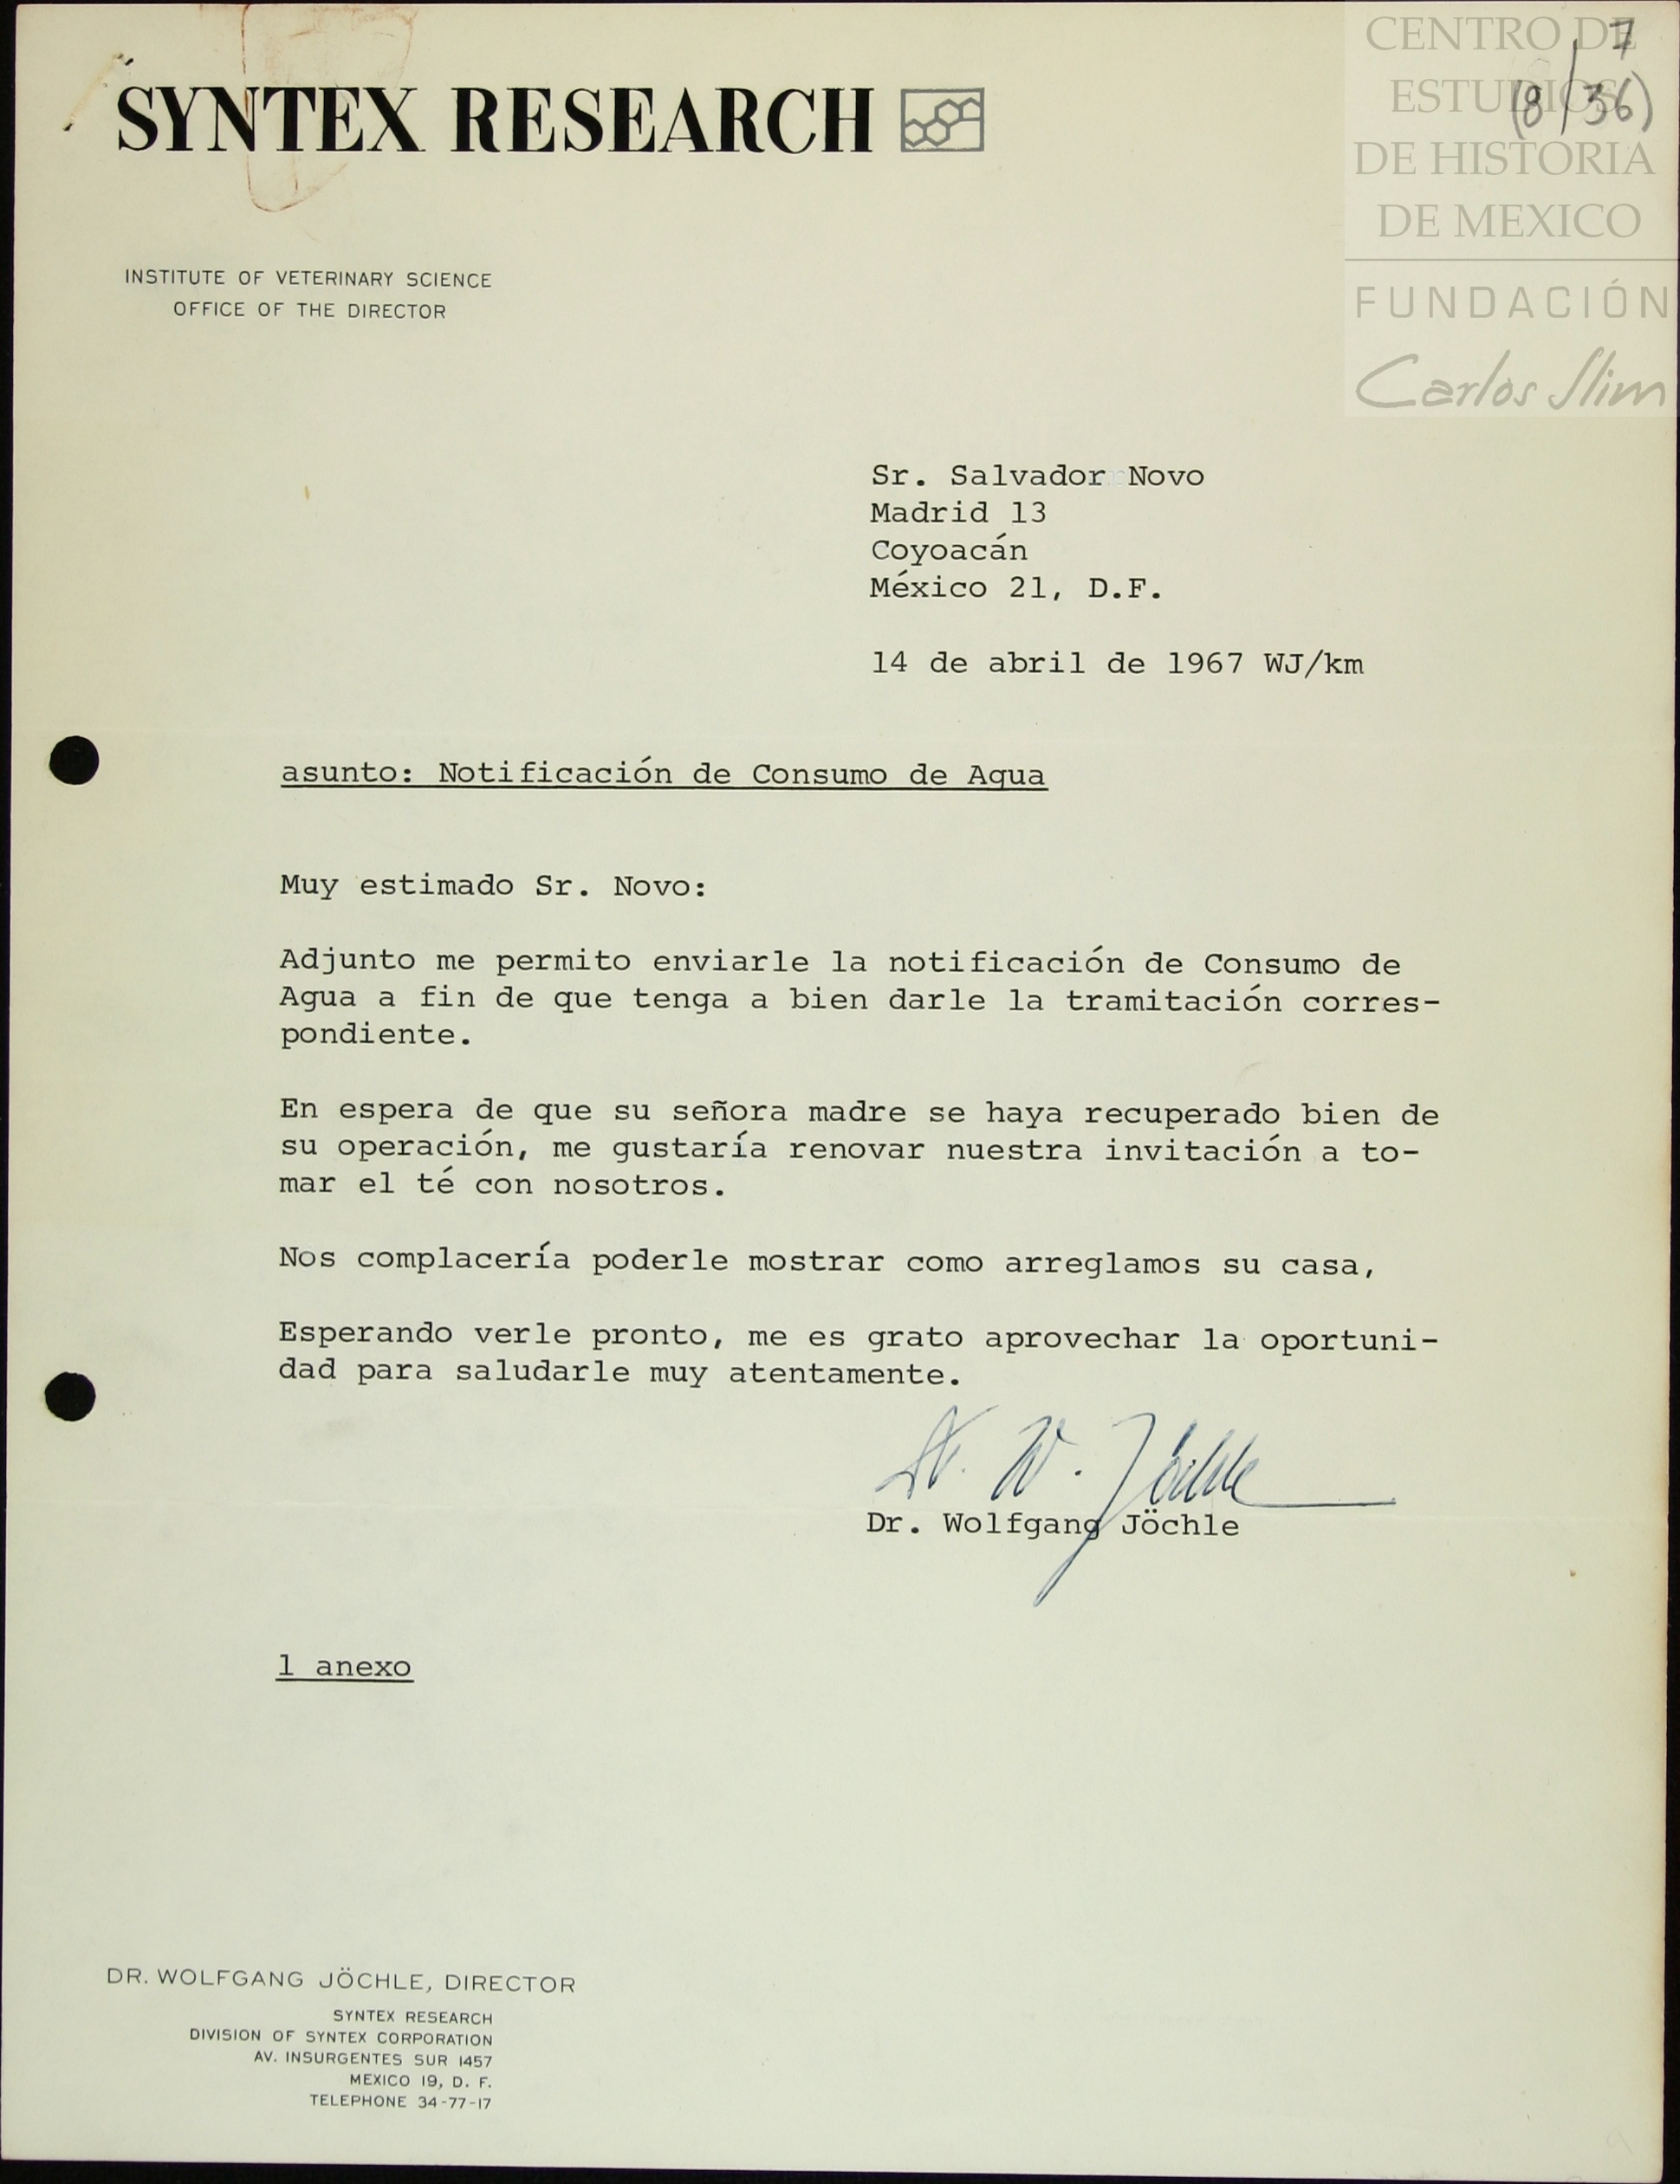 SYNTEX RESEARCH
CENTRO DE
ESTUDIOS
DE HISTORIA
DE MEXICO
FUNDACIÓN
Carlos Slim
7
(8/36)
INSTITUTE OF VETERINARY SCIENCE
OFFICE OF THE DIRECTOR
Sr. Salvador Novo
Madrid 13
Coyoacán
México 21, D.F.
14 de abril de 1967 WJ/km
asunto: Notificación de Consumo de Agua
Muy estimado Sr. Novo:
Adjunto me permito enviarle la notificación de Consumo de
Agua a fin de que tenga a bien darle la tramitación corres-
pondiente.
En espera de que su señora madre se haya recuperado bien de
su operación, me gustaría renovar nuestra invitación a to-
mar el té con nosotros.
Nos complacería poderle mostrar como arreglamos su casa,
Esperando verle pronto, me es grato aprovechar la oportuni-
dad para saludarle muy atentamente.
Dr. W. Jöchle
Dr. Wolfgang Jöchle
1 anexo
DR. WOLFGANG JÖCHLE, DIRECTOR
SYNTEX RESEARCH
DIVISION OF SYNTEX CORPORATION
AV. INSURGENTES SUR 1457
MEXICO 19, D. F.
TELEPHONE 34-77-17